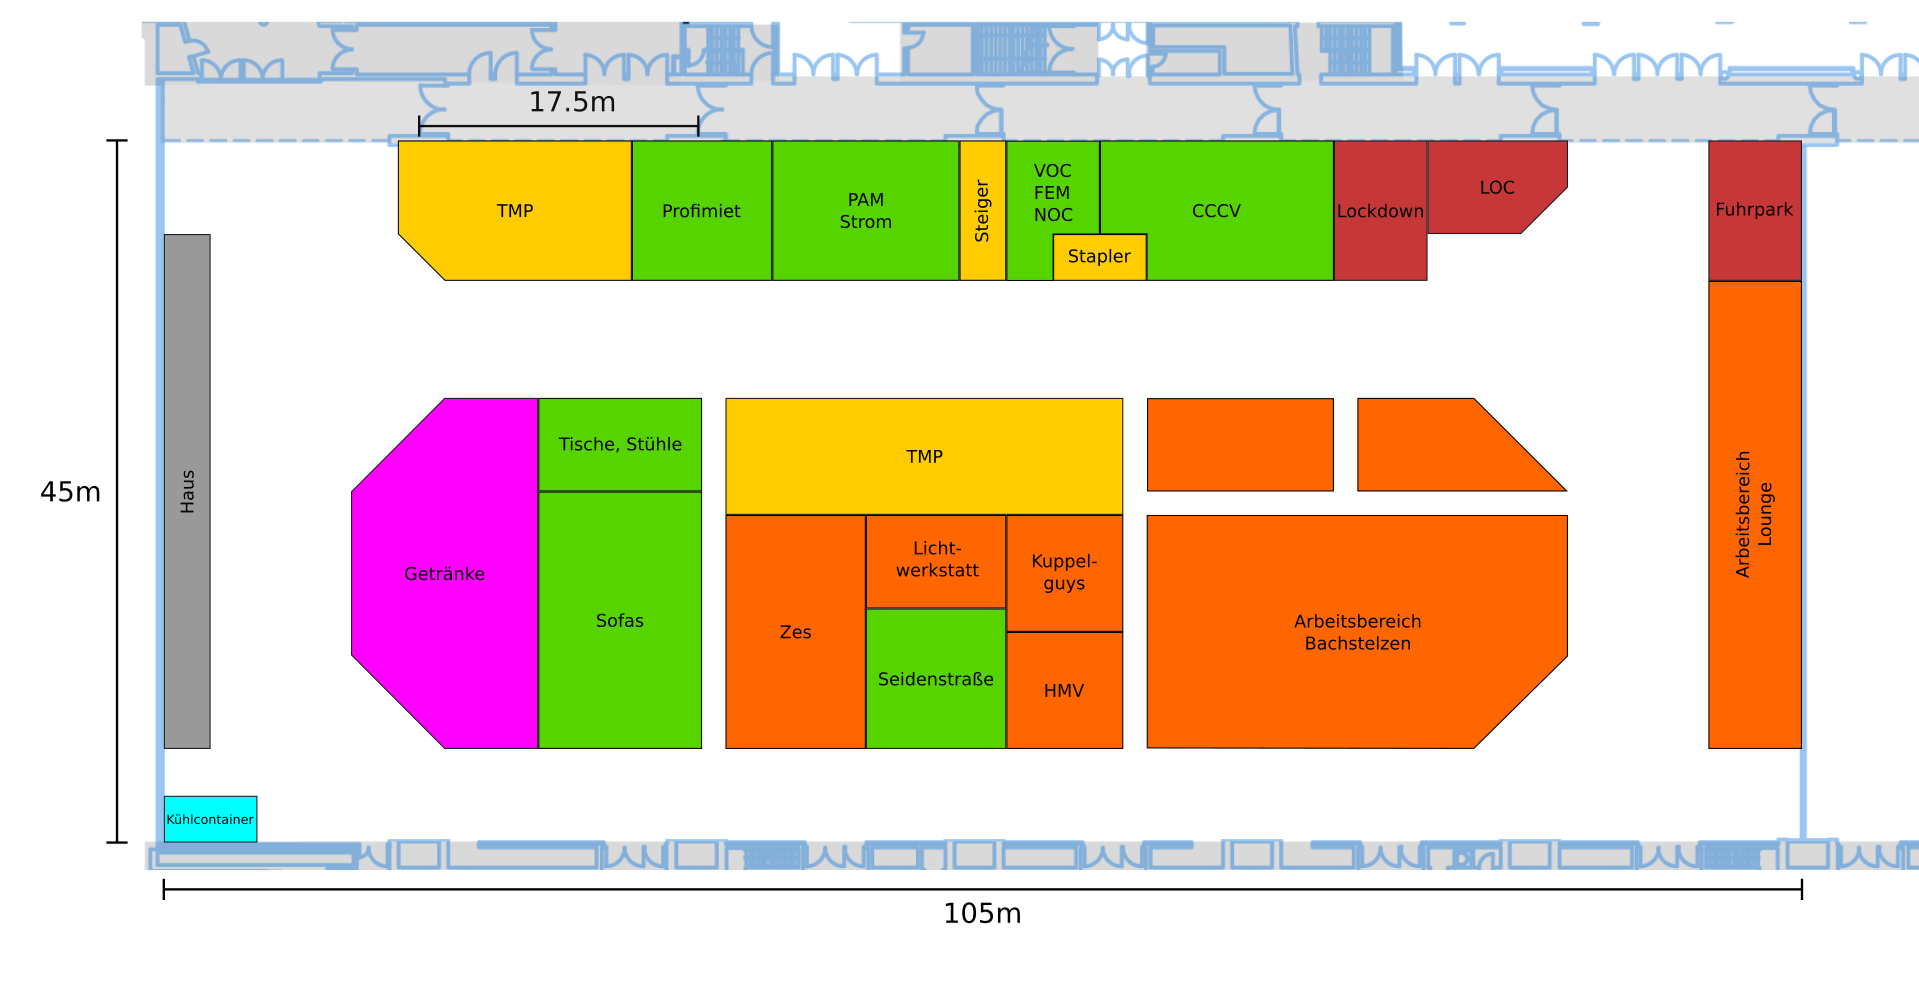 17.5m
TMP
Profimiet
PAM
Strom
Steiger
VOC
FEM
NOC
Stapler
CCCV
Lockdown
LOC
Fuhrpark
45m
Haus
Getränke
Tische, Stühle
Sofas
TMP
Zes
Licht-
werkstatt
Kuppel-
guys
Seidenstraße
HMV
Arbeitsbereich
Bachstelzen
Arbeitsbereich
Lounge
Kühlcontainer
105m